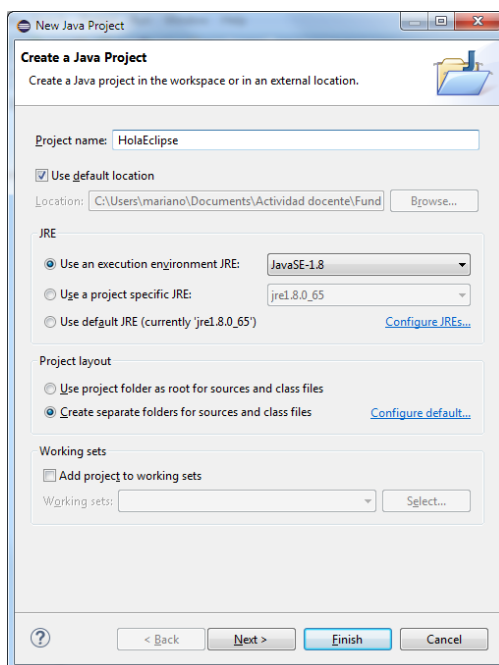 New Java Project
Create a Java Project
Create a Java project in the workspace or in an external location.
Project name: HolaEclipse
Use default location
Location: C:\Users\mariano\Documents\Actividad docente\Fund Browse...
JRE
Use an execution environment JRE: JavaSE-1.8
Use a project specific JRE: jre1.8.0_65
Use default JRE (currently 'jre1.8.0_65') Configure JREs...
Project layout
Use project folder as root for sources and class files
Create separate folders for sources and class files Configure default...
Working sets
Add project to working sets
Working sets: Select...
? < Back Next > Finish Cancel